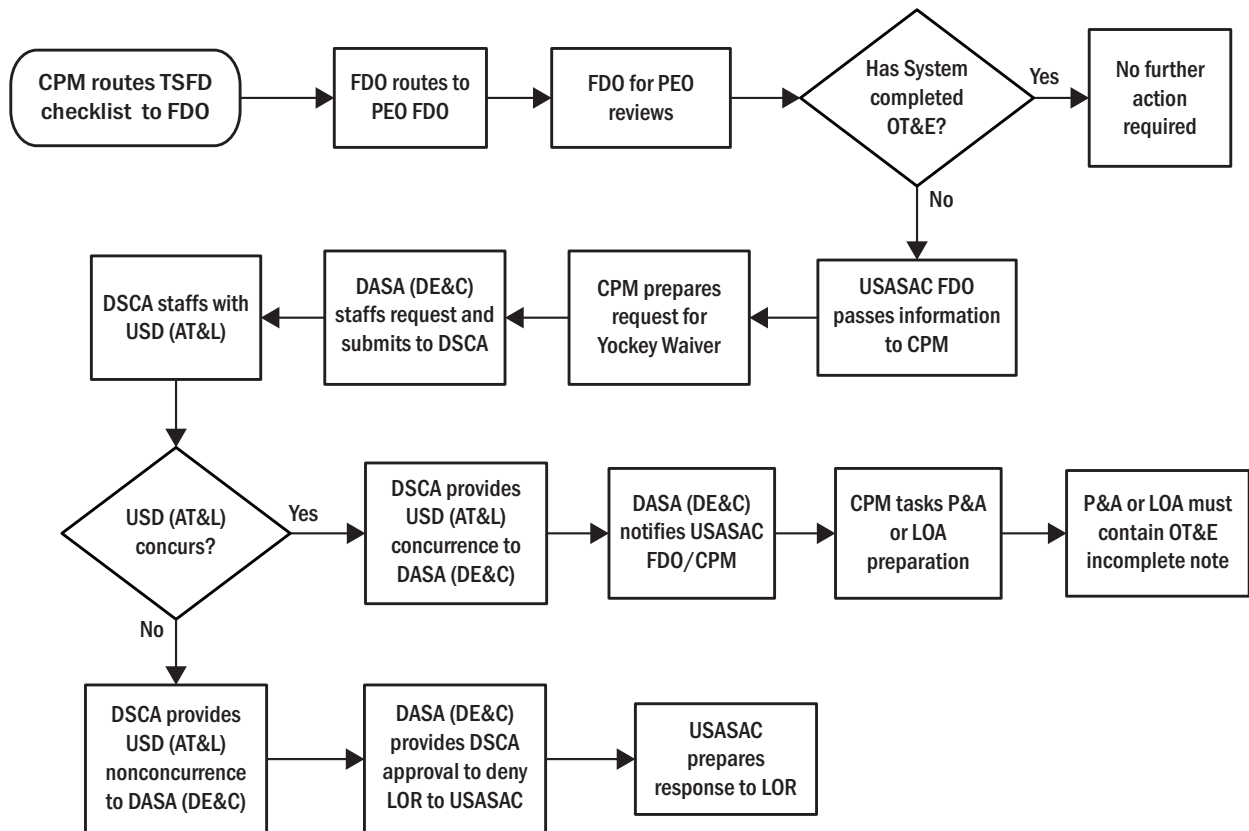 CPM routes TSFD
checklist to FDO
FDO routes to
PEO FDO
FDO for PEO
reviews
Has System
completed
OT&E?
Yes
No further
action
required
No
DSCA staffs with
USD (AT&L)
DASA (DE&C)
staffs request and
submits to DSCA
CPM prepares
request for
Yockey Waiver
USASAC FDO
passes information
to CPM
USD (AT&L)
concurs?
Yes
DSCA provides
USD (AT&L)
concurrence to
DASA (DE&C)
DASA (DE&C)
notifies USASAC
FDO/CPM
CPM tasks P&A
or LOA
preparation
P&A or LOA must
contain OT&E
incomplete note
No
DSCA provides
USD (AT&L)
nonconcurrence
to DASA (DE&C)
DASA (DE&C)
provides DSCA
approval to deny
LOR to USASAC
USASAC
prepares
response to LOR